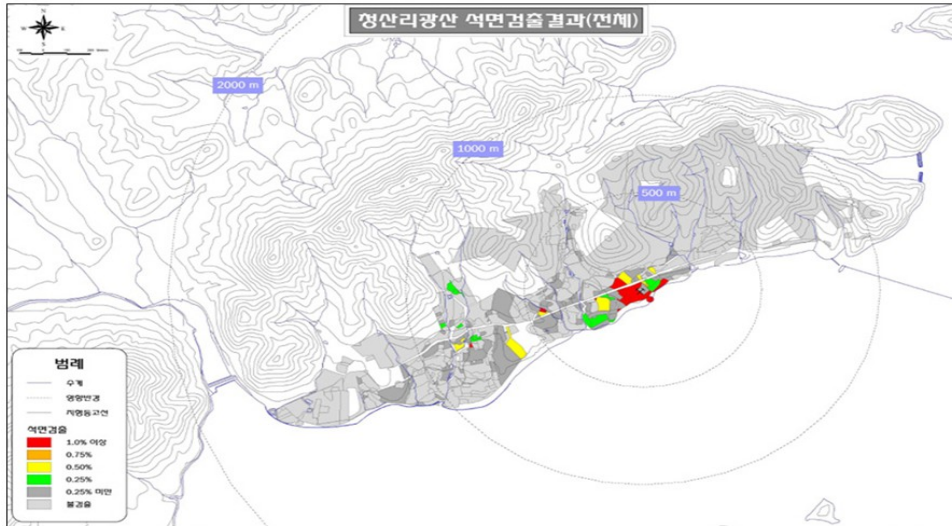 청산리광산 석면검출결과(전체)
N
W
E
S
2000 m
1000 m
500 m
범례
수계
영향반경
지형등고선
석면검출
1.0% 이상
0.75%
0.50%
0.25%
0.25% 미만
불검출